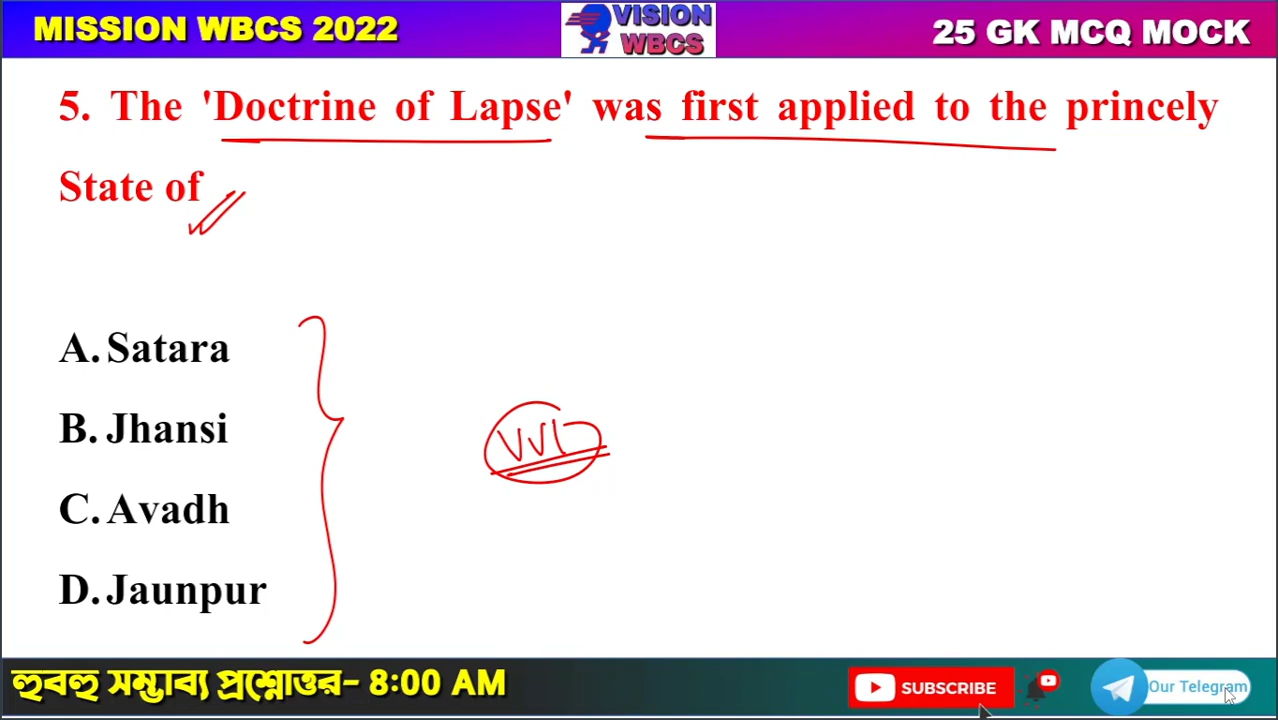 MISSION WBCS 2022
VISION
WBCS
25 GK MCQ MOCK
5. The 'Doctrine of Lapse' was first applied to the princely
State of
A. Satara
B. Jhansi
VVI
C. Avadh
D. Jaunpur
হুবহু সম্ভাব্য প্রশ্নোত্তর- 8:00 AM
SUBSCRIBE
Our Telegram